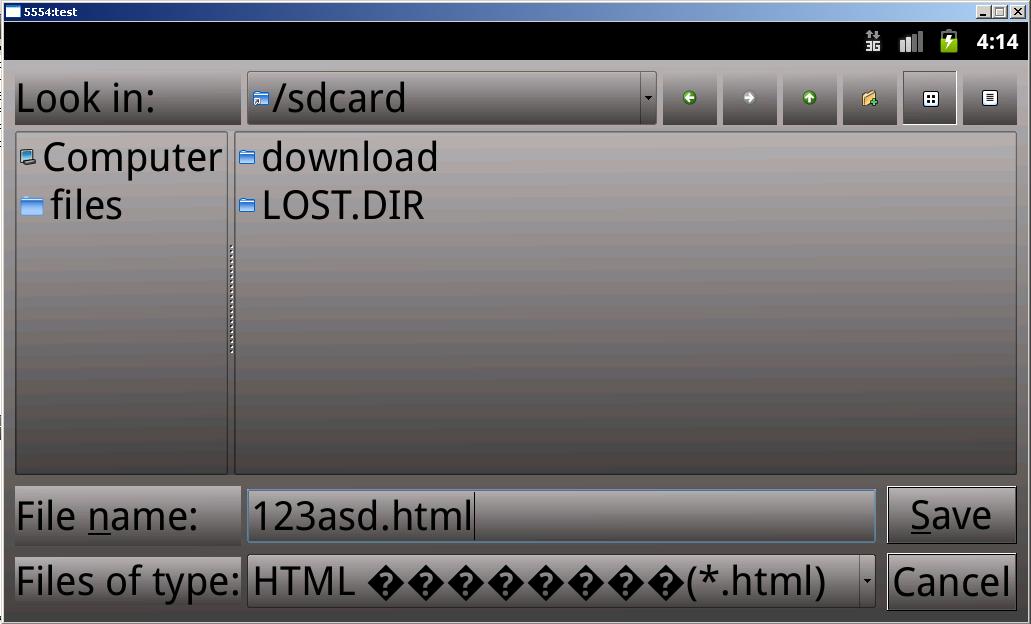 5554:test
3G 4:14
Look in: /sdcard
Computer
files
download
LOST.DIR
File name: 123asd.html Save
Files of type: HTML ���������(*.html) Cancel